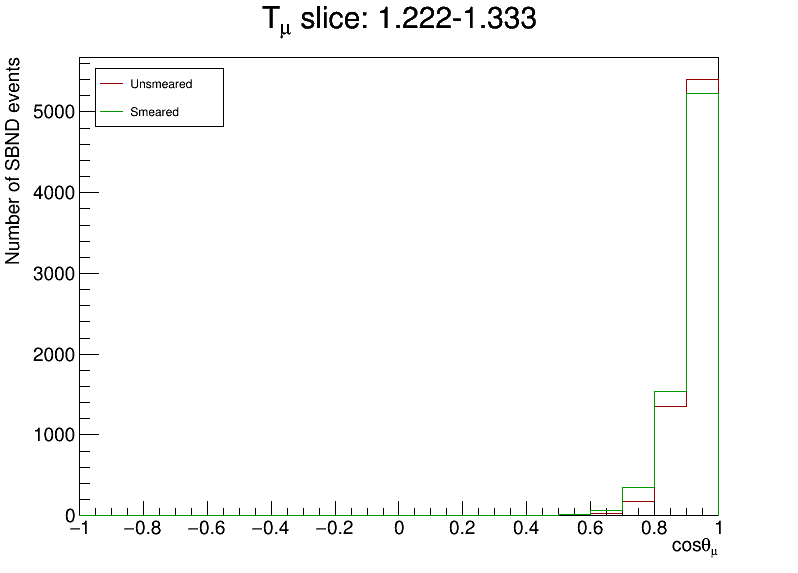 Tμ slice: 1.222-1.333
Number of SBND events
Unsmeared
Smeared
5000
4000
3000
2000
1000
0
−1 −0.8 −0.6 −0.4 −0.2 0 0.2 0.4 0.6 0.8 1
cosθμ